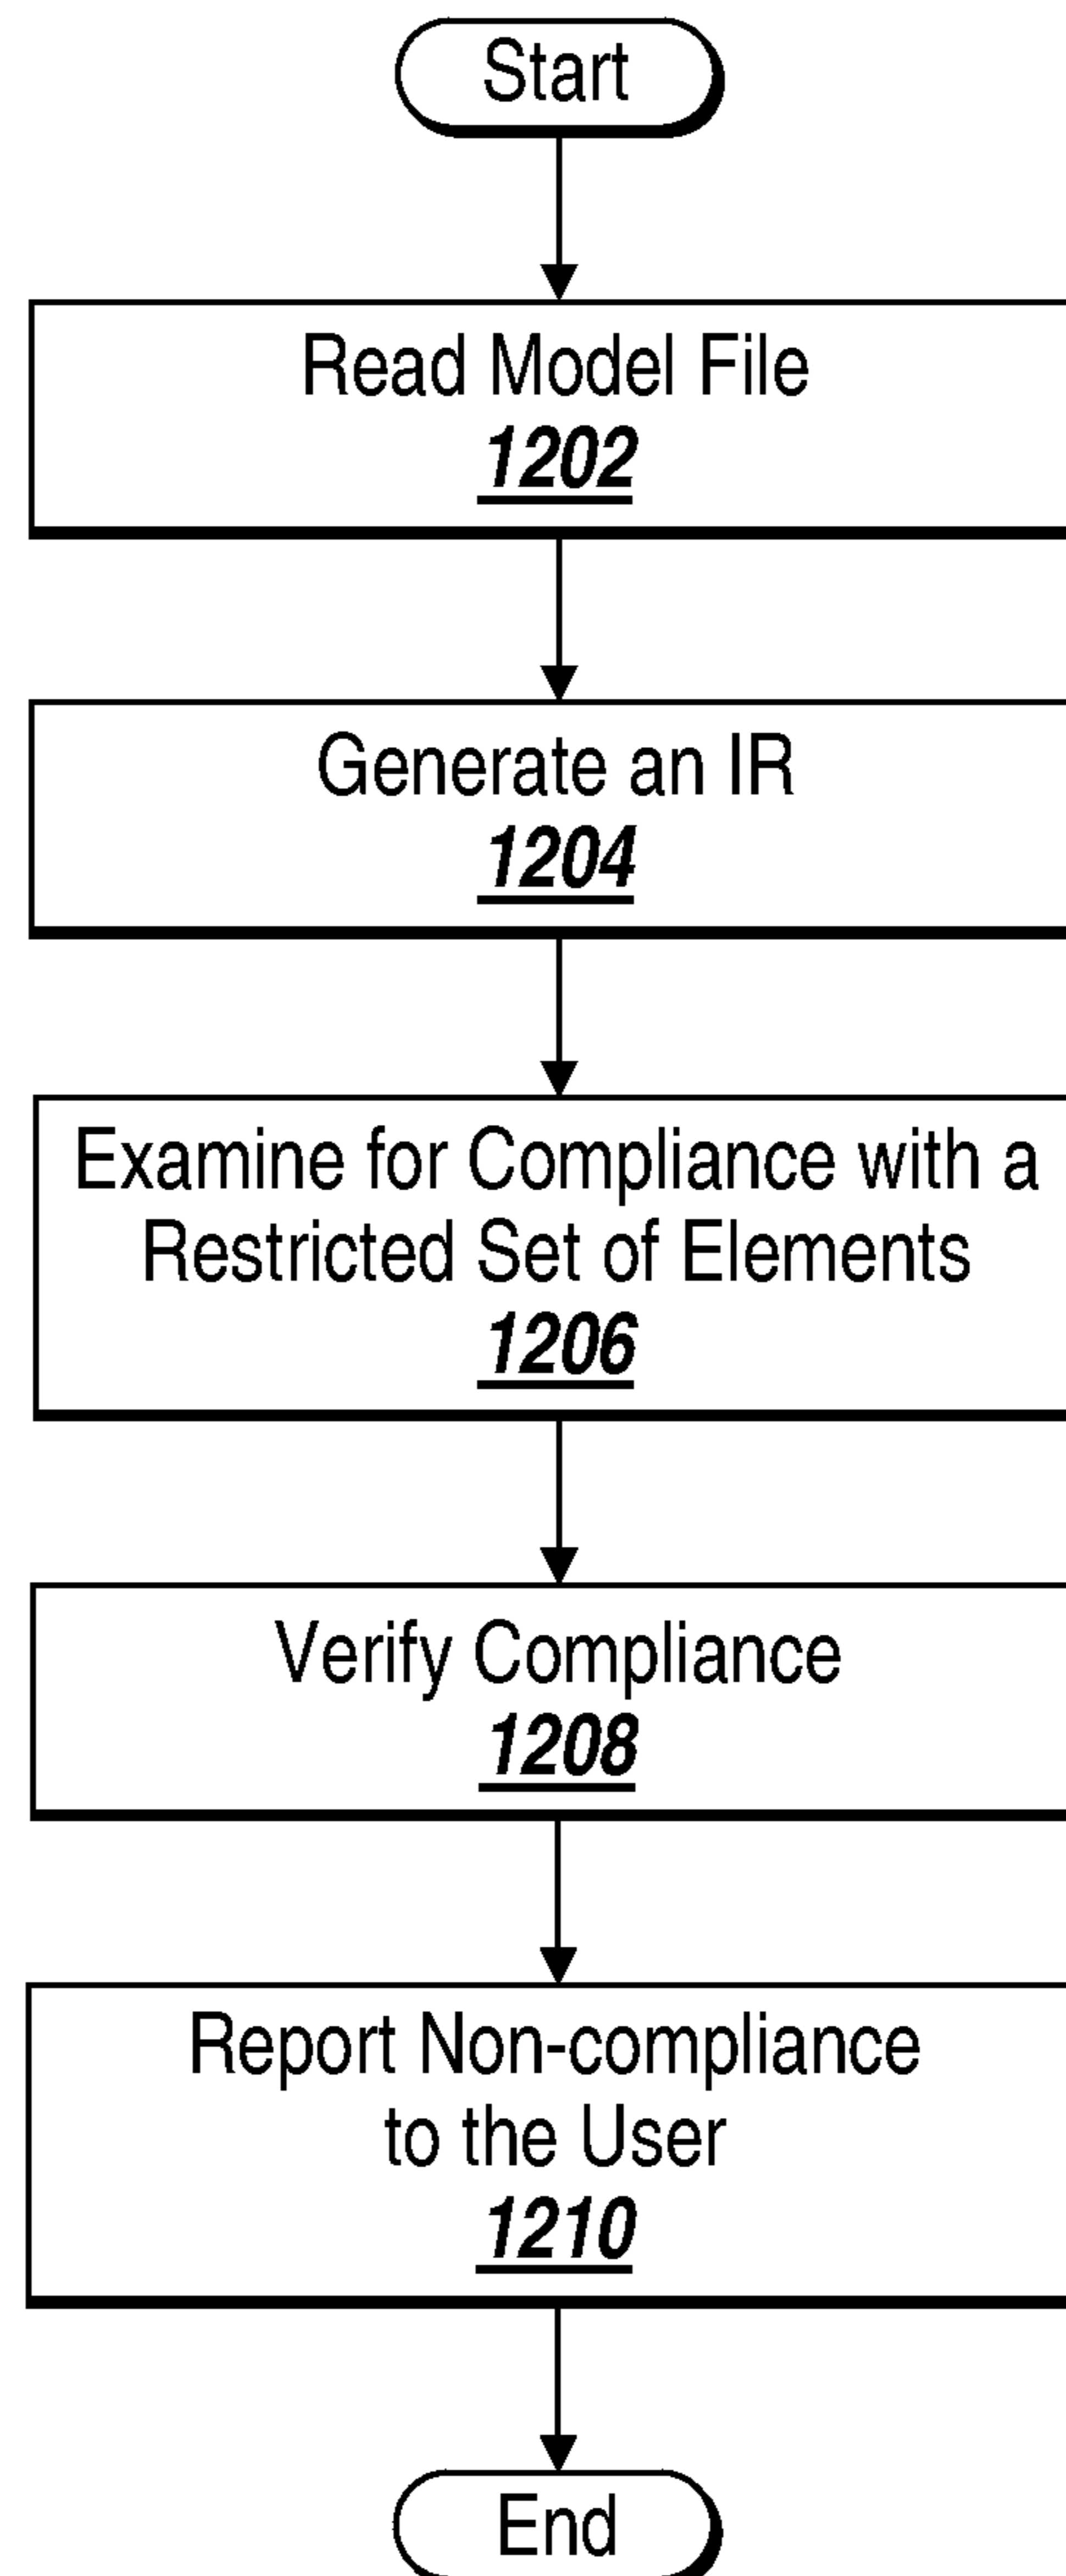 Start
Read Model File
1202
Generate an IR
1204
Examine for Compliance with a
Restricted Set of Elements
1206
Verify Compliance
1208
Report Non-compliance
to the User
1210
End